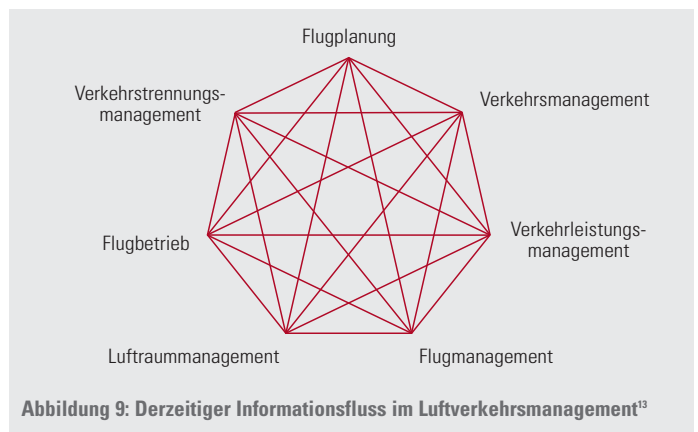 Flugplanung
Verkehrstrennungs-
management
Verkehrsmanagement
Flugbetrieb
Verkehrleistungs-
management
Luftraummanagement
Flugmanagement
Abbildung 9: Derzeitiger Informationsfluss im Luftverkehrsmanagement¹³